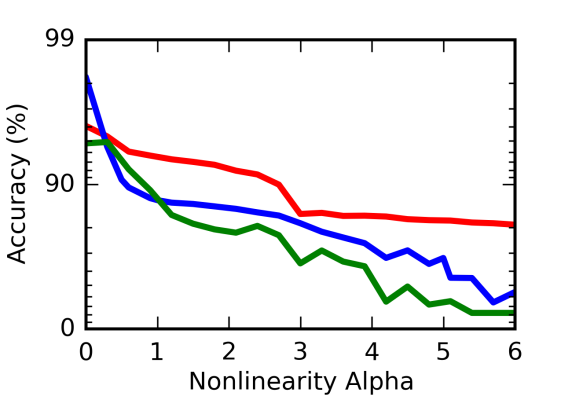 99
90
0
Accuracy (%)
0 1 2 3 4 5 6
Nonlinearity Alpha